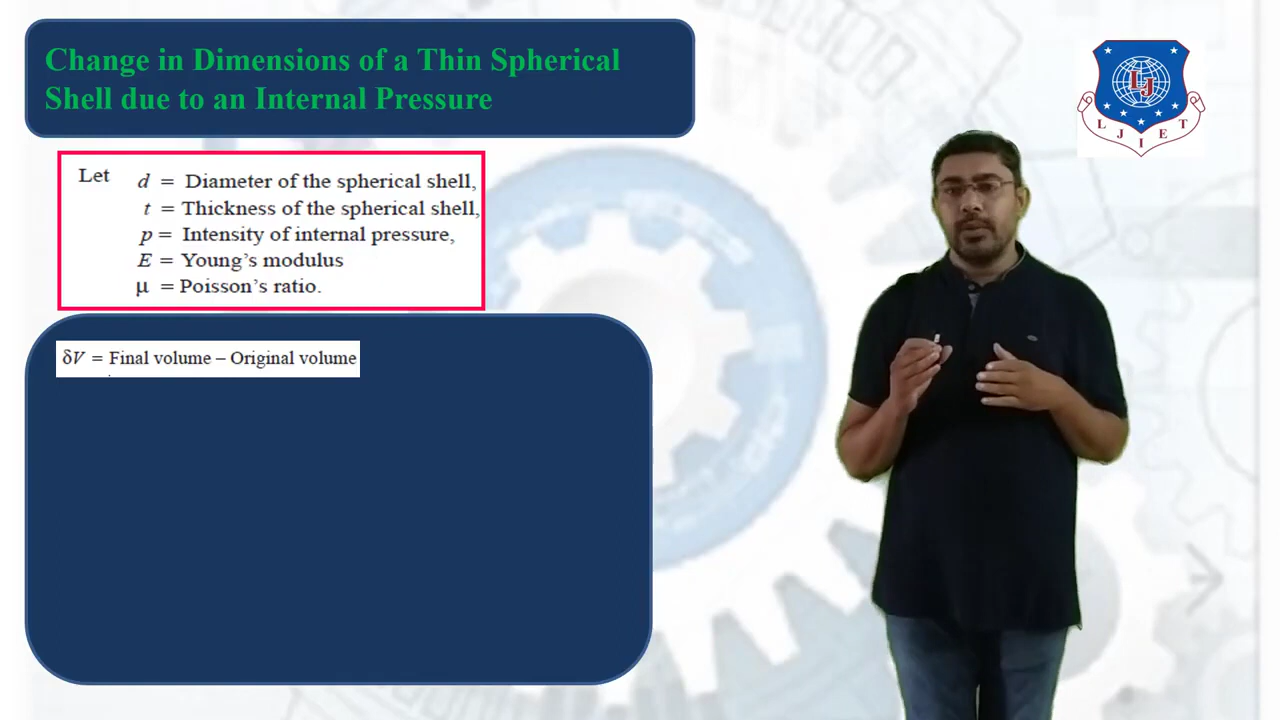 Change in Dimensions of a Thin Spherical
Shell due to an Internal Pressure
Let d = Diameter of the spherical shell,
t = Thickness of the spherical shell,
p = Intensity of internal pressure,
E = Young's modulus
μ = Poisson's ratio.
δV = Final volume – Original volume
LJ
L J I E T